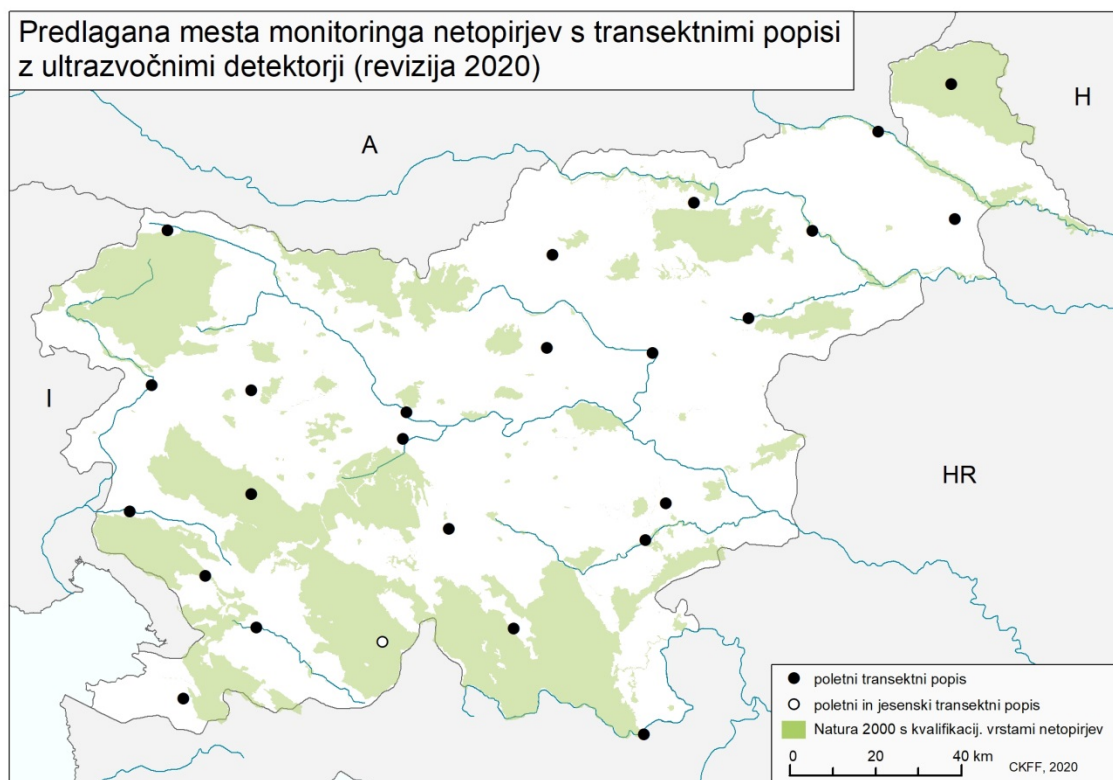 Predlagana mesta monitoringa netopirjev s transektnimi popisi
z ultrazvočnimi detektorji (revizija 2020)
H
A
I
HR
poletni transektni popis
poletni in jesenski transektni popis
Natura 2000 s kvalifikacij. vrstami netopirjev
0 20 40 km
CKFF, 2020